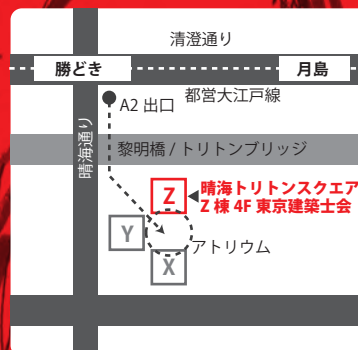 清澄通り
勝どき
月島
A2 出口
都営大江戸線
晴海通り
黎明橋 / トリトンブリッジ
Z
晴海トリトンスクエア
Z 棟 4F 東京建築士会
Y
アトリウム
X